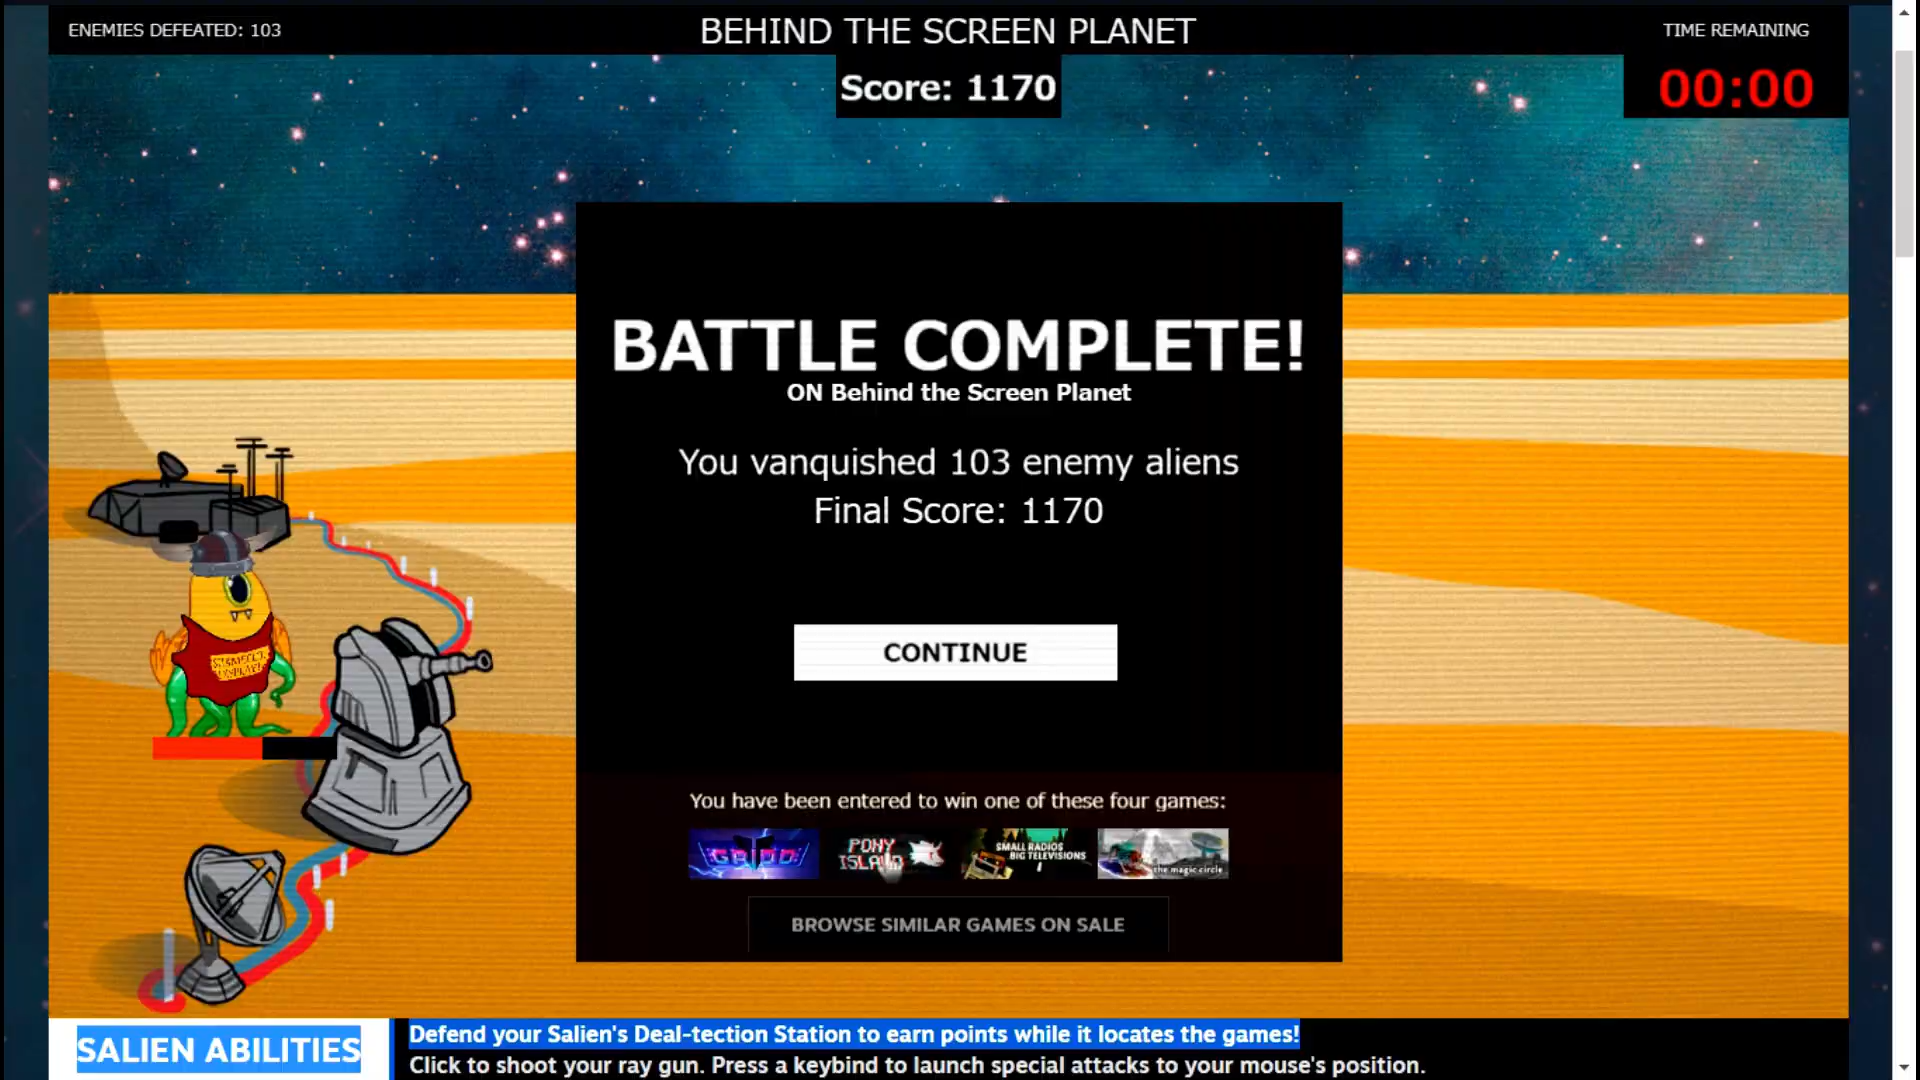 ENEMIES DEFEATED: 103
BEHIND THE SCREEN PLANET
TIME REMAINING
Score: 1170
00:00
BATTLE COMPLETE!
ON Behind the Screen Planet
You vanquished 103 enemy aliens
Final Score: 1170
CONTINUE
You have been entered to win one of these four games:
GRIDD
PONY
ISLAND
SMALL RADIOS
BIG TELEVISIONS
the magic circle
BROWSE SIMILAR GAMES ON SALE
SALIEN ABILITIES
Defend your Salien's Deal-tection Station to earn points while it locates the games!
Click to shoot your ray gun. Press a keybind to launch special attacks to your mouse's position.